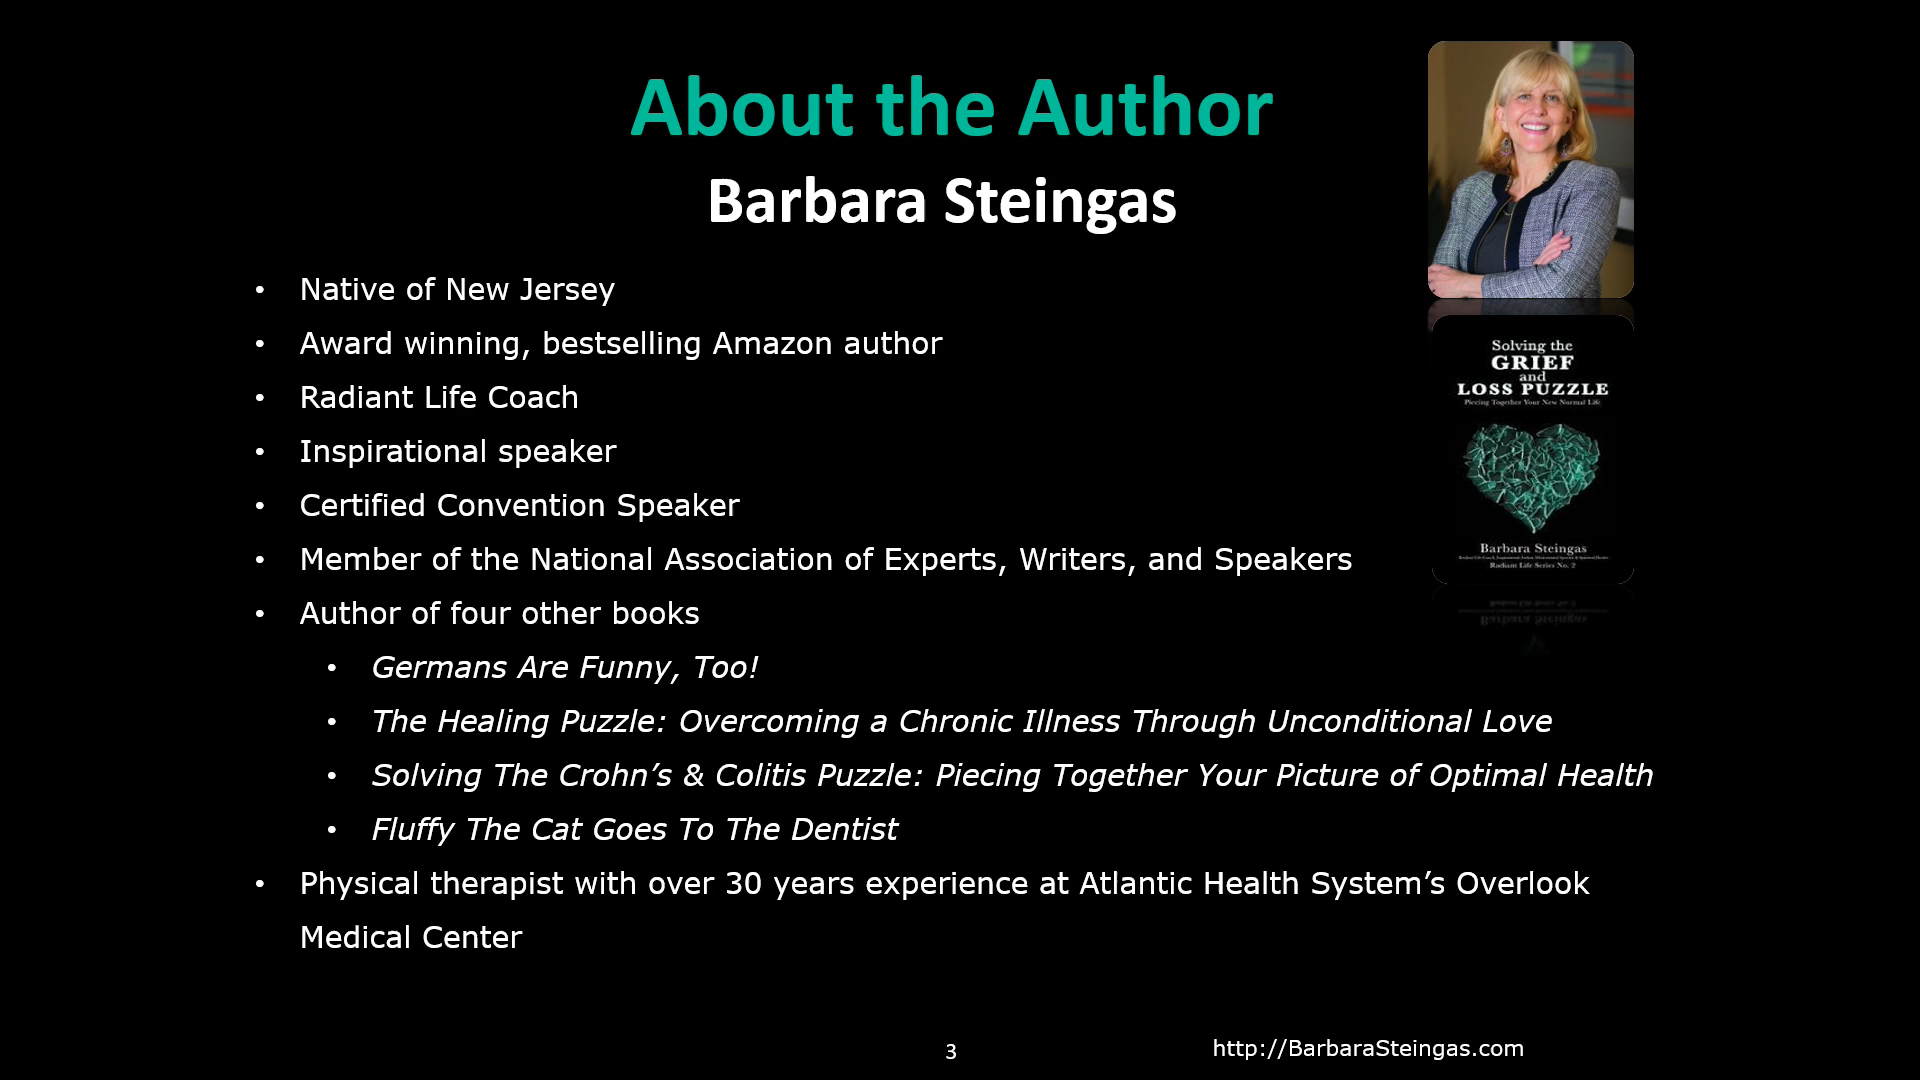 About the Author
Barbara Steingas
• Native of New Jersey
• Award winning, bestselling Amazon author
• Radiant Life Coach
• Inspirational speaker
• Certified Convention Speaker
• Member of the National Association of Experts, Writers, and Speakers
• Author of four other books
• Germans Are Funny, Too!
• The Healing Puzzle: Overcoming a Chronic Illness Through Unconditional Love
• Solving The Crohn’s & Colitis Puzzle: Piecing Together Your Picture of Optimal Health
• Fluffy The Cat Goes To The Dentist
• Physical therapist with over 30 years experience at Atlantic Health System’s Overlook
Medical Center
Solving the
GRIEF
and
LOSS PUZZLE
Piecing Together Your New Normal Life
Barbara Steingas
Radiant Life Series No. 2
3
http://BarbaraSteingas.com